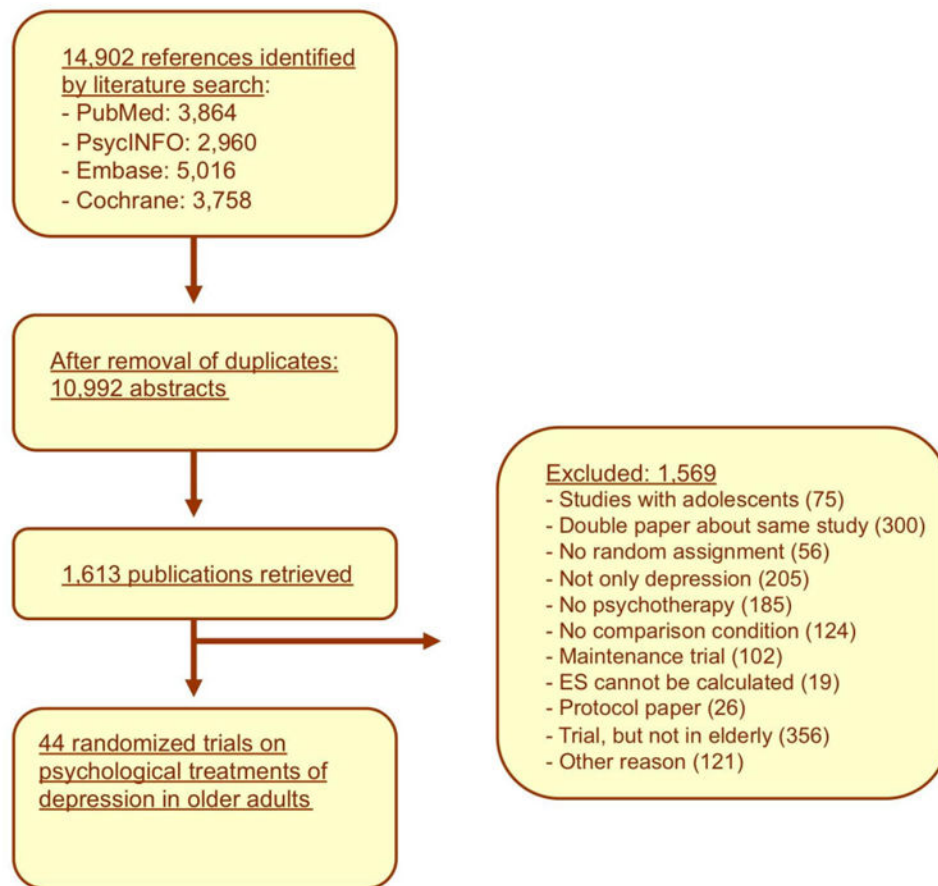 14,902 references identified
by literature search:
- PubMed: 3,864
- PsycINFO: 2,960
- Embase: 5,016
- Cochrane: 3,758
After removal of duplicates:
10,992 abstracts
1,613 publications retrieved
Excluded: 1,569
- Studies with adolescents (75)
- Double paper about same study (300)
- No random assignment (56)
- Not only depression (205)
- No psychotherapy (185)
- No comparison condition (124)
- Maintenance trial (102)
- ES cannot be calculated (19)
- Protocol paper (26)
- Trial, but not in elderly (356)
- Other reason (121)
44 randomized trials on
psychological treatments of
depression in older adults